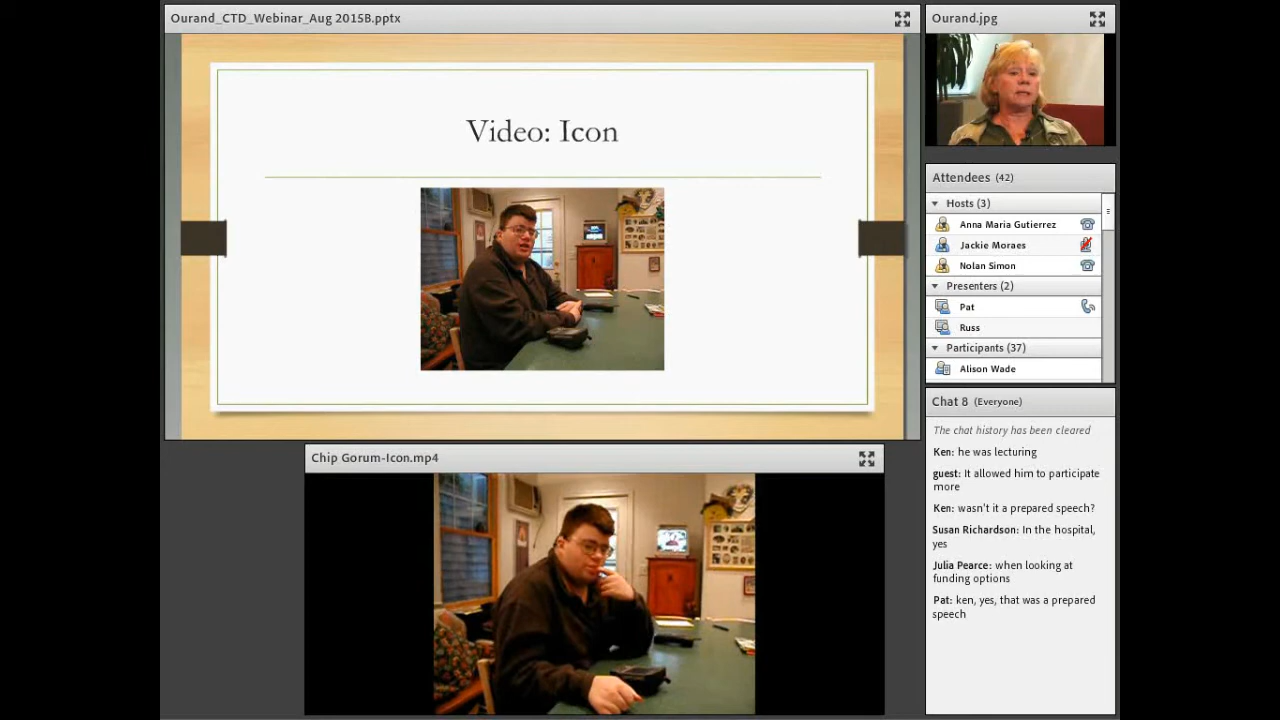 Ourand_CTD_Webinar_Aug 2015B.pptx
Video: Icon
Chip Gorum-Icon.mp4
Ourand.jpg
Attendees (42)
Hosts (3)
Anna Maria Gutierrez
Jackie Moraes
Nolan Simon
Presenters (2)
Pat
Russ
Participants (37)
Alison Wade
Chat 8 (Everyone)
The chat history has been cleared
Ken: he was lecturing
guest: It allowed him to participate
more
Ken: wasn't it a prepared speech?
Susan Richardson: In the hospital,
yes
Julia Pearce: when looking at
funding options
Pat: ken, yes, that was a prepared
speech